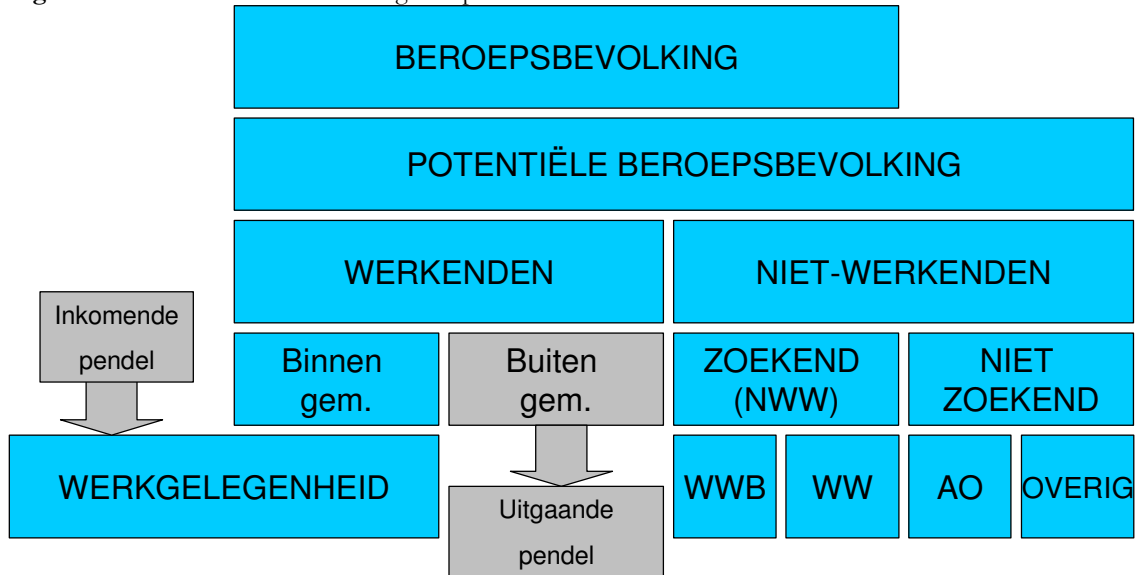 BEROEPSBEVOLKING
POTENTIËLE BEROEPSBEVOLKING
WERKENDEN
NIET-WERKENDEN
Inkomende
pendel
Binnen
gem.
Buiten
gem.
ZOEKEND
(NWW)
NIET
ZOEKEND
WERKGELEGENHEID
WWB
WW
AO
OVERIG
Uitgaande
pendel